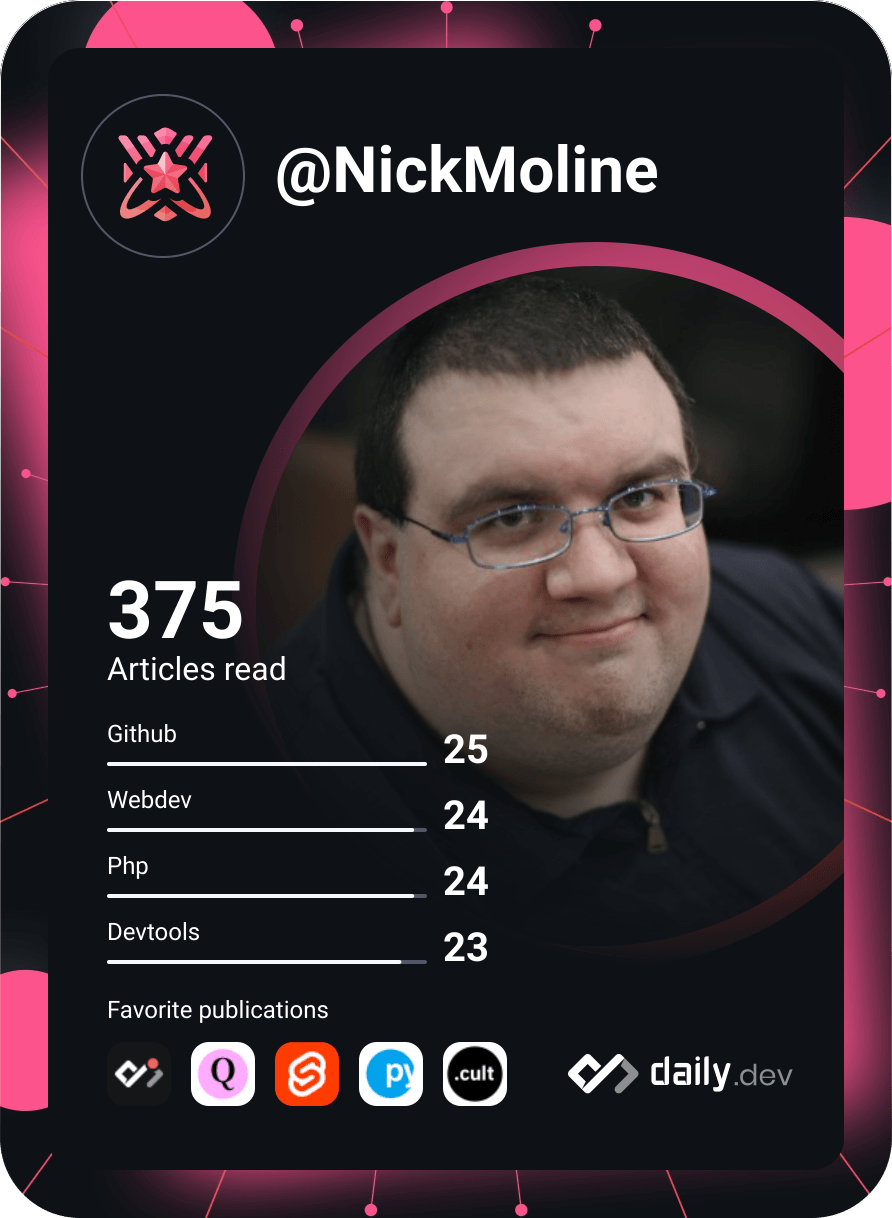 @NickMoline
375
Articles read
Github
25
Webdev
24
Php
24
Devtools
23
Favorite publications
Q
py
.cult
daily.dev